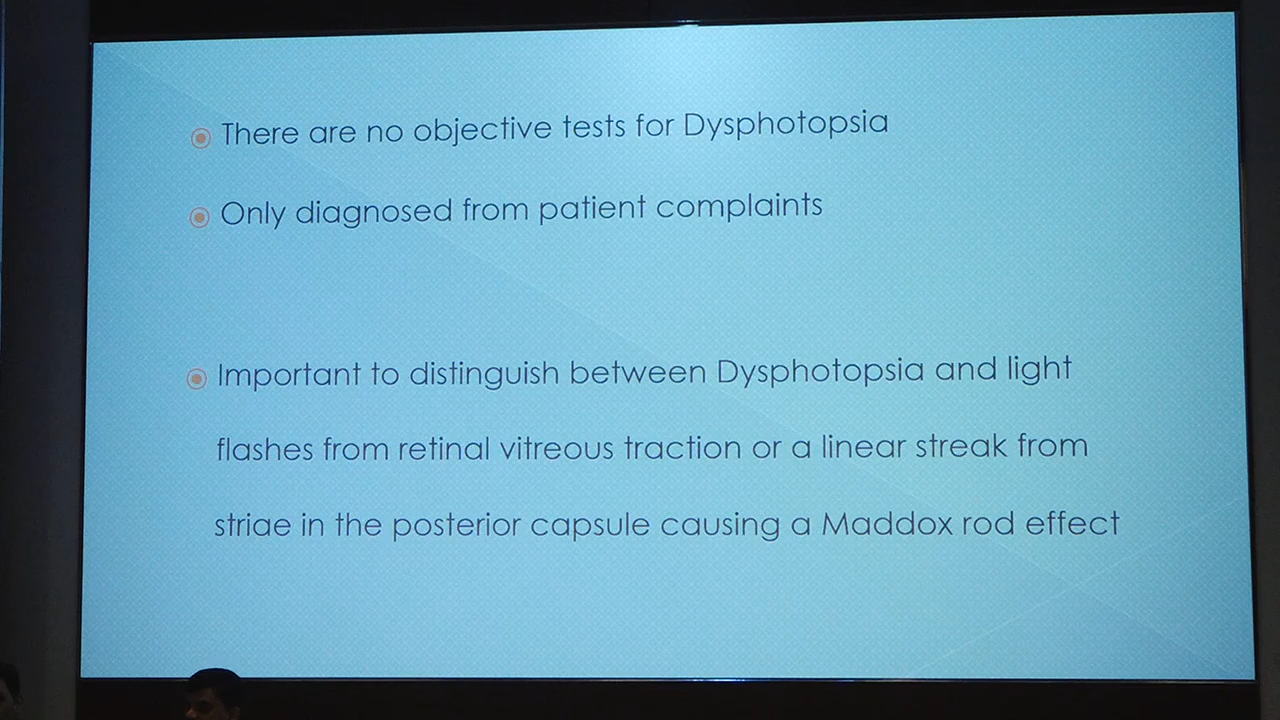 There are no objective tests for Dysphotopsia
Only diagnosed from patient complaints
Important to distinguish between Dysphotopsia and light
flashes from retinal vitreous traction or a linear streak from
striae in the posterior capsule causing a Maddox rod effect